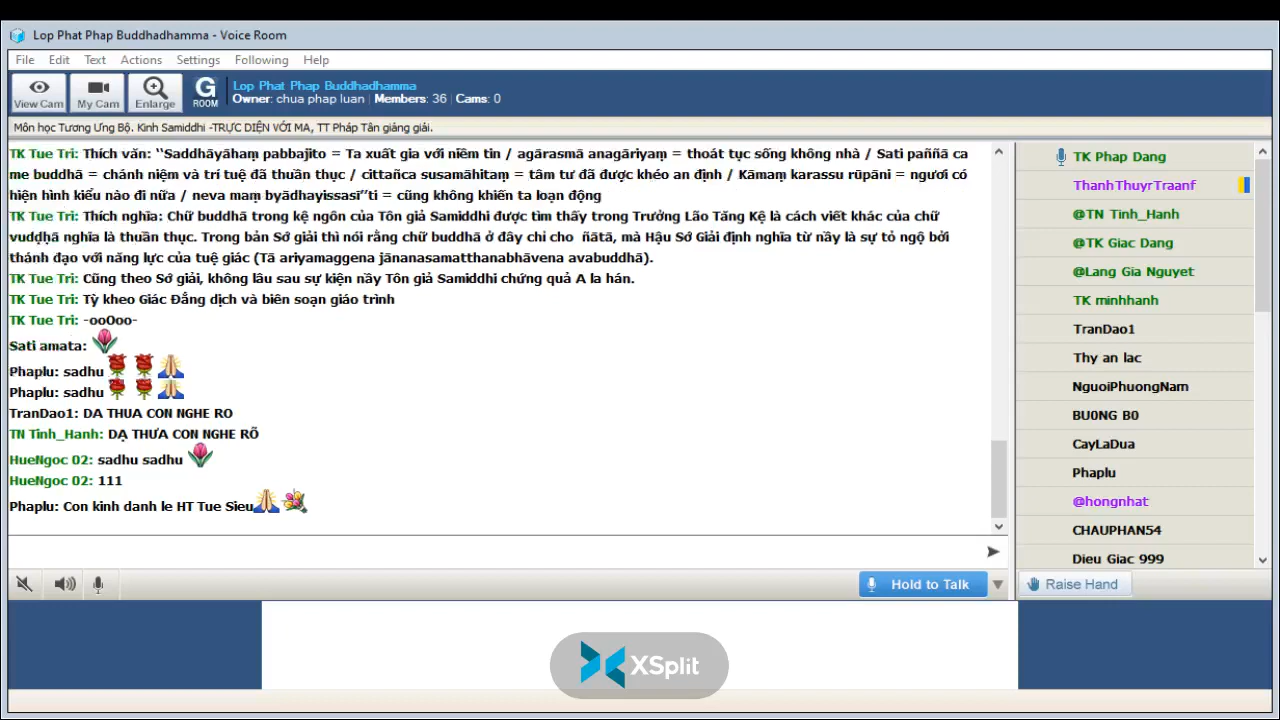 Lop Phat Phap Buddhadhamma - Voice Room
File Edit Text Actions Settings Following Help
View Cam My Cam Enlarge G ROOM
Lop Phat Phap Buddhadhamma
Owner: chua phap luan | Members: 36 | Cams: 0
Môn học Tương Ưng Bộ. Kinh Samiddhi -TRỰC DIỆN VỚI MA, TT Pháp Tân giảng giải.
TK Tue Tri: Thích văn: ‘‘Saddhāyāhaṃ pabbajito = Ta xuất gia với niềm tin / agārasmā anagāriyaṃ = thoát tục sống không nhà / Sati paññā ca
me buddhā = chánh niệm và trí tuệ đã thuần thục / cittañca susamāhitaṃ = tâm tư đã được khéo an định / Kāmaṃ karassu rūpāni = ngươi có
hiện hình kiểu nào đi nữa / neva maṃ byādhayissasi’’ti = cũng không khiến ta loạn động
TK Tue Tri: Thích nghĩa: Chữ buddhā trong kệ ngôn của Tôn giả Samiddhi được tìm thấy trong Trưởng Lão Tăng Kệ là cách viết khác của chữ
vuḍḍhā nghĩa là thuần thục. Trong bản Sớ giải thì nói rằng chữ buddhā ở đây chỉ cho ñātā, mà Hậu Sớ Giải định nghĩa từ nầy là sự tỏ ngộ bởi
thánh đạo với năng lực của tuệ giác (Tā ariyamaggena jānanasamatthanabhāvena avabuddhā).
TK Tue Tri: Cũng theo Sớ giải, không lâu sau sự kiện nầy Tôn giả Samiddhi chứng quả A la hán.
TK Tue Tri: Tỳ kheo Giác Đẳng dịch và biên soạn giáo trình
TK Tue Tri: -ooOoo-
Sati amata:
Phaplu: sadhu
Phaplu: sadhu
TranDao1: DA THUA CON NGHE RO
TN Tinh_Hanh: DẠ THƯA CON NGHE RÕ
HueNgoc 02: sadhu sadhu
HueNgoc 02: 111
Phaplu: Con kinh danh le HT Tue Sieu
TK Phap Dang
ThanhThuyrTraanf
@TN Tinh_Hanh
@TK Giac Dang
@Lang Gia Nguyet
TK minhhanh
TranDao1
Thy an lac
NguoiPhuongNam
BU0NG B0
CayLaDua
Phaplu
@hongnhat
CHAUPHAN54
Dieu Giac 999
Hold to Talk
Raise Hand
XSplit